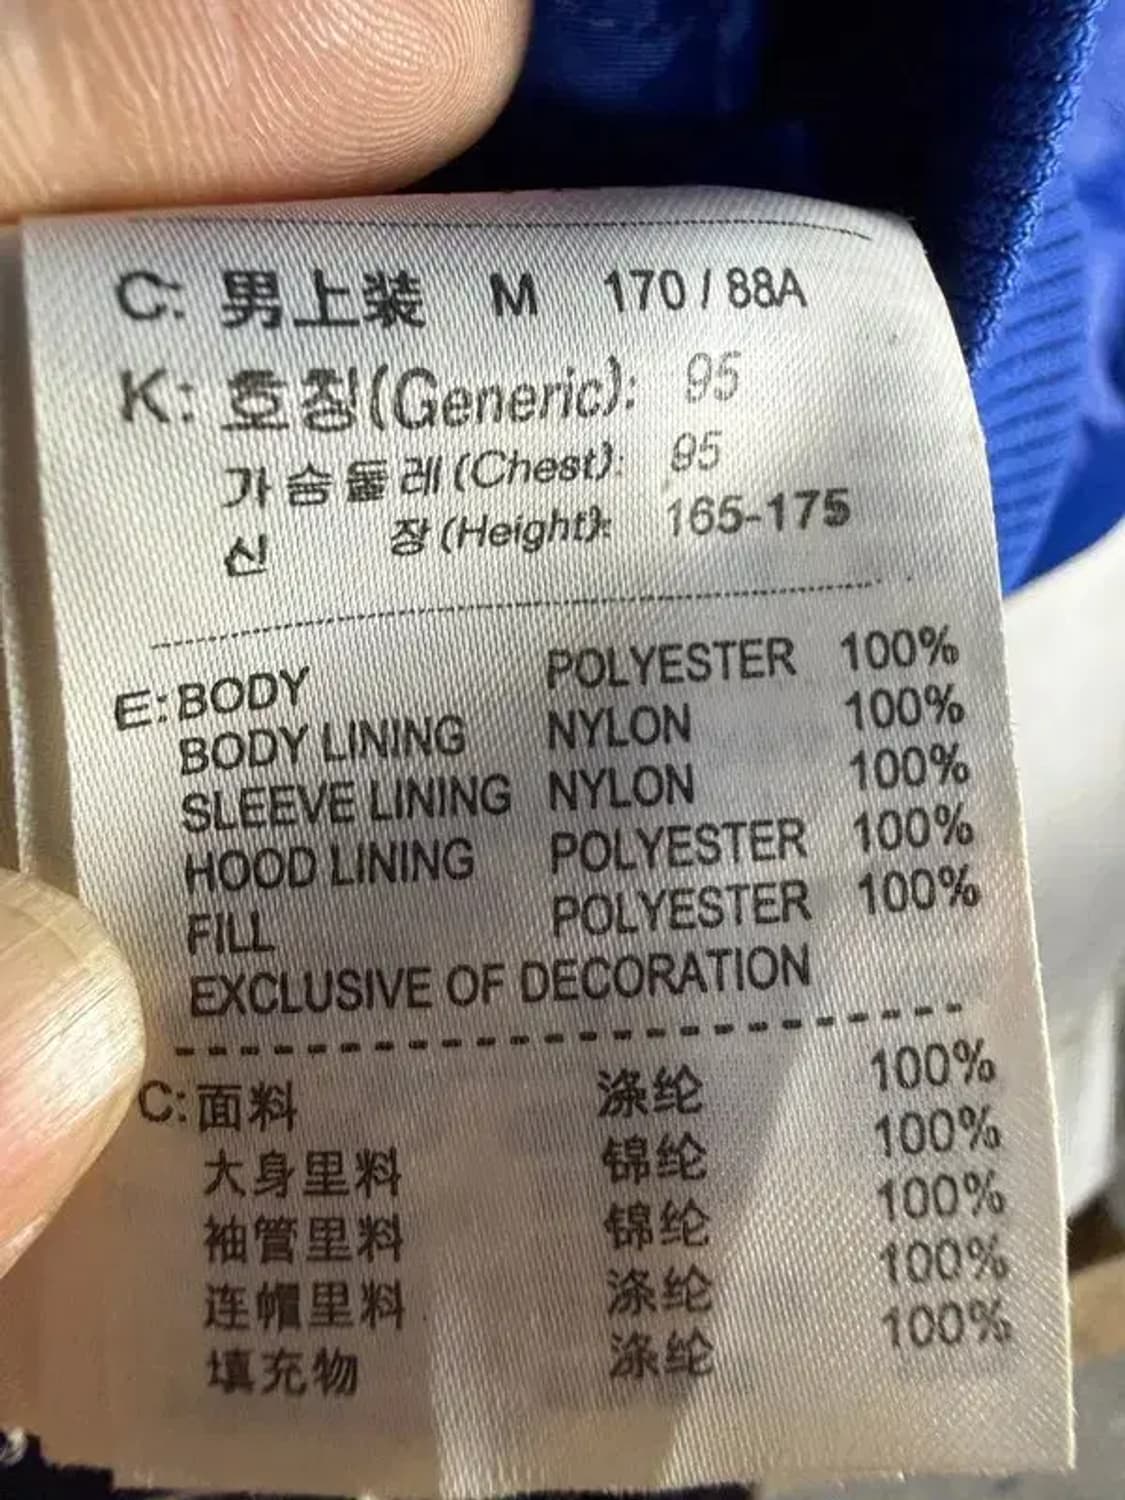 C: 男上装 M 170 / 88A
K: 호칭(Generic): 95
가슴둘레 (Chest): 95
신 장 (Height): 165-175
E: BODY POLYESTER 100%
BODY LINING NYLON 100%
SLEEVE LINING NYLON 100%
HOOD LINING POLYESTER 100%
FILL POLYESTER 100%
EXCLUSIVE OF DECORATION
C: 面料 涤纶 100%
大身里料 锦纶 100%
袖管里料 锦纶 100%
连帽里料 涤纶 100%
填充物 涤纶 100%